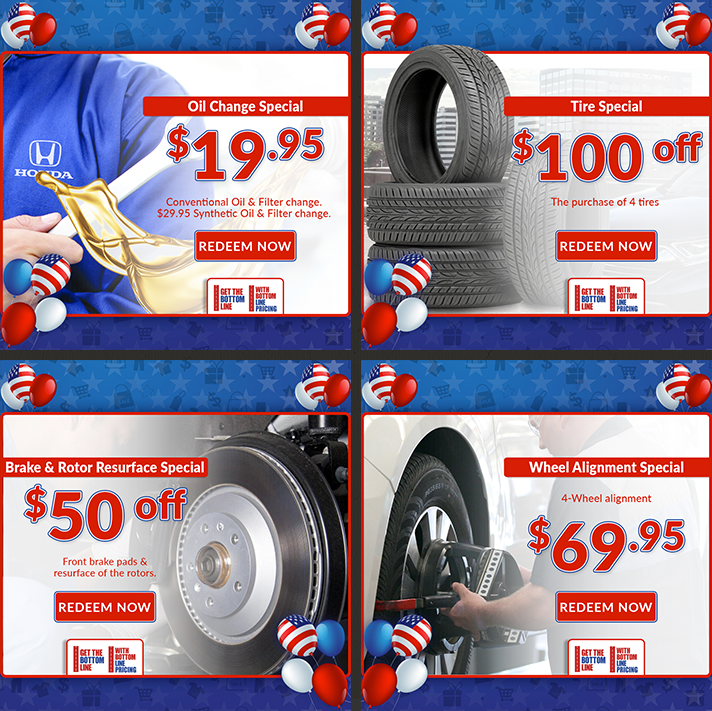 Oil Change Special
$19.95
HONDA
Conventional Oil & Filter change.
$29.95 Synthetic Oil & Filter change.
REDEEM NOW
GET THE
BOTTOM
LINE
WITH
BOTTOM
LINE
PRICING
Tire Special
$100 off
The purchase of 4 tires
REDEEM NOW
GET THE
BOTTOM
LINE
WITH
BOTTOM
LINE
PRICING
Brake & Rotor Resurface Special
$50 off
Front brake pads &
resurface of the rotors.
REDEEM NOW
GET THE
BOTTOM
LINE
WITH
BOTTOM
LINE
PRICING
Wheel Alignment Special
4-Wheel alignment
$69.95
REDEEM NOW
GET THE
BOTTOM
LINE
WITH
BOTTOM
LINE
PRICING